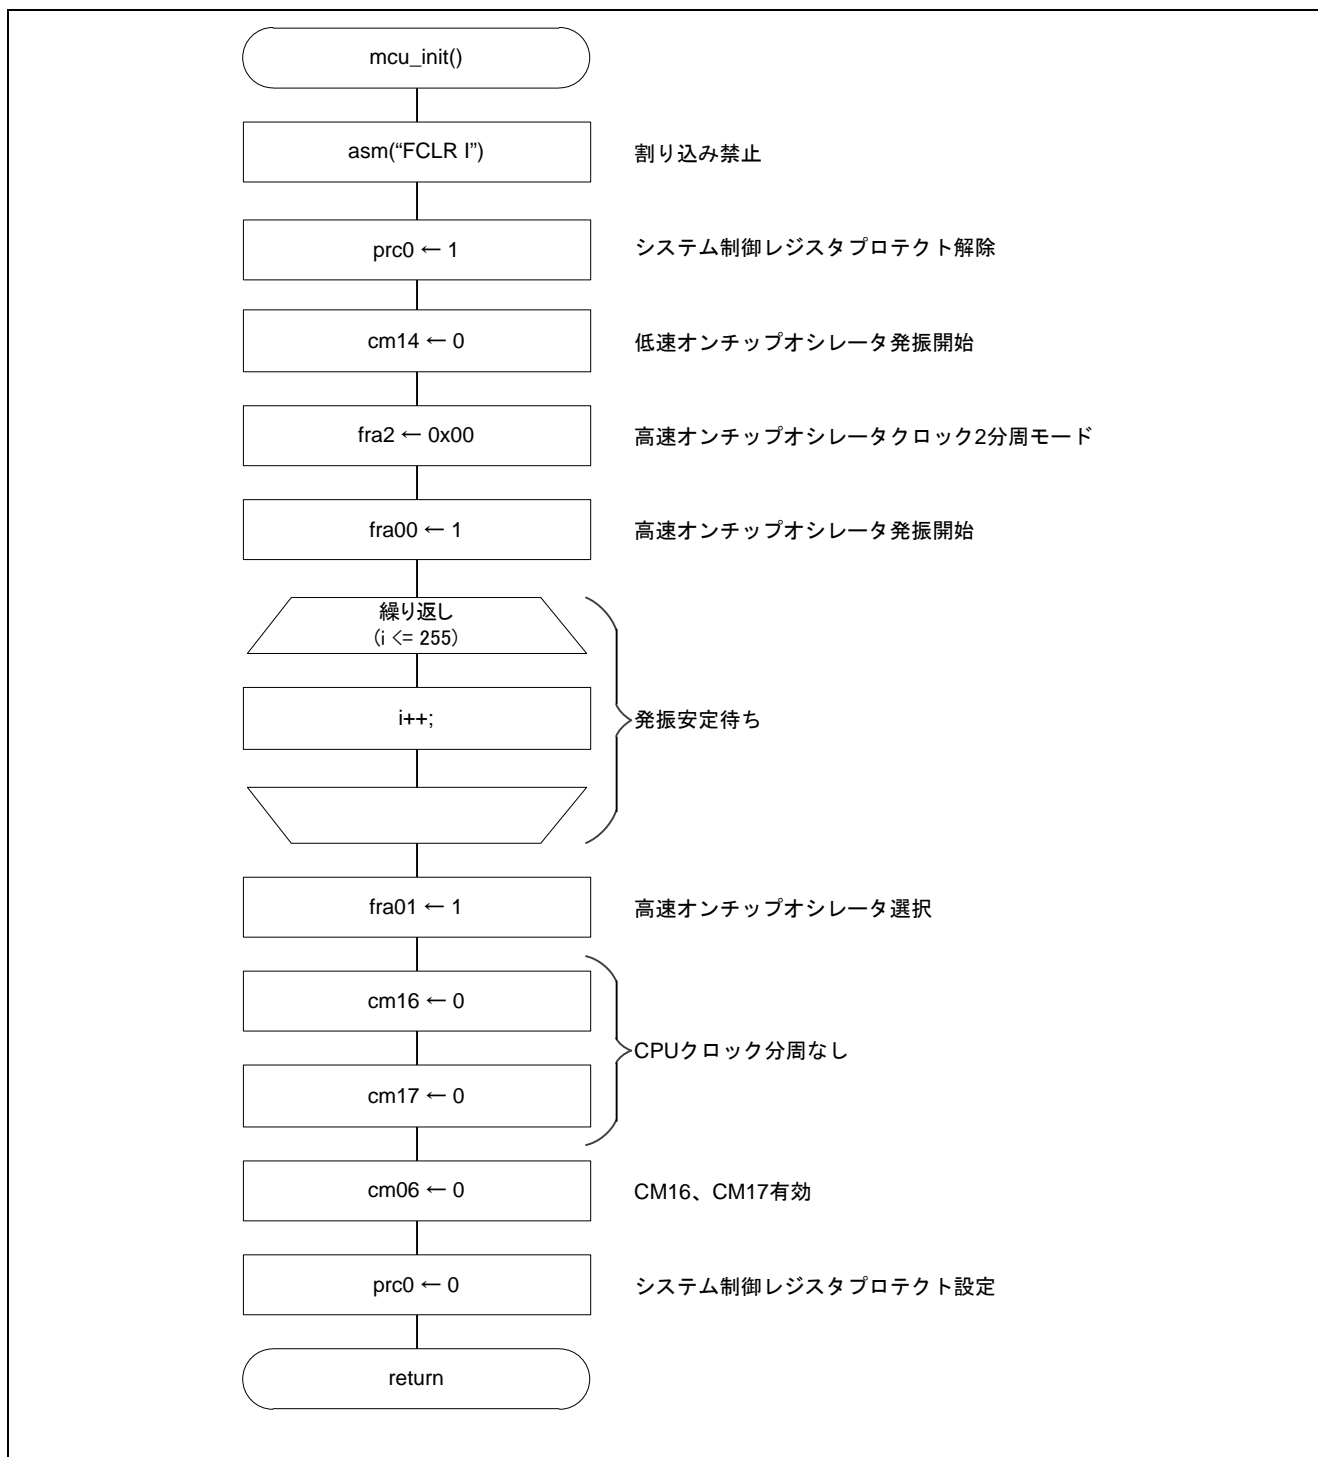 mcu_init()
asm(“FCLR I”)
割り込み禁止
prc0 ← 1
システム制御レジスタプロテクト解除
cm14 ← 0
低速オンチップオシレータ発振開始
fra2 ← 0x00
高速オンチップオシレータクロック2分周モード
fra00 ← 1
高速オンチップオシレータ発振開始
繰り返し
(i <= 255)
i++;
発振安定待ち
fra01 ← 1
高速オンチップオシレータ選択
cm16 ← 0
CPUクロック分周なし
cm17 ← 0
cm06 ← 0
CM16、CM17有効
prc0 ← 0
システム制御レジスタプロテクト設定
return